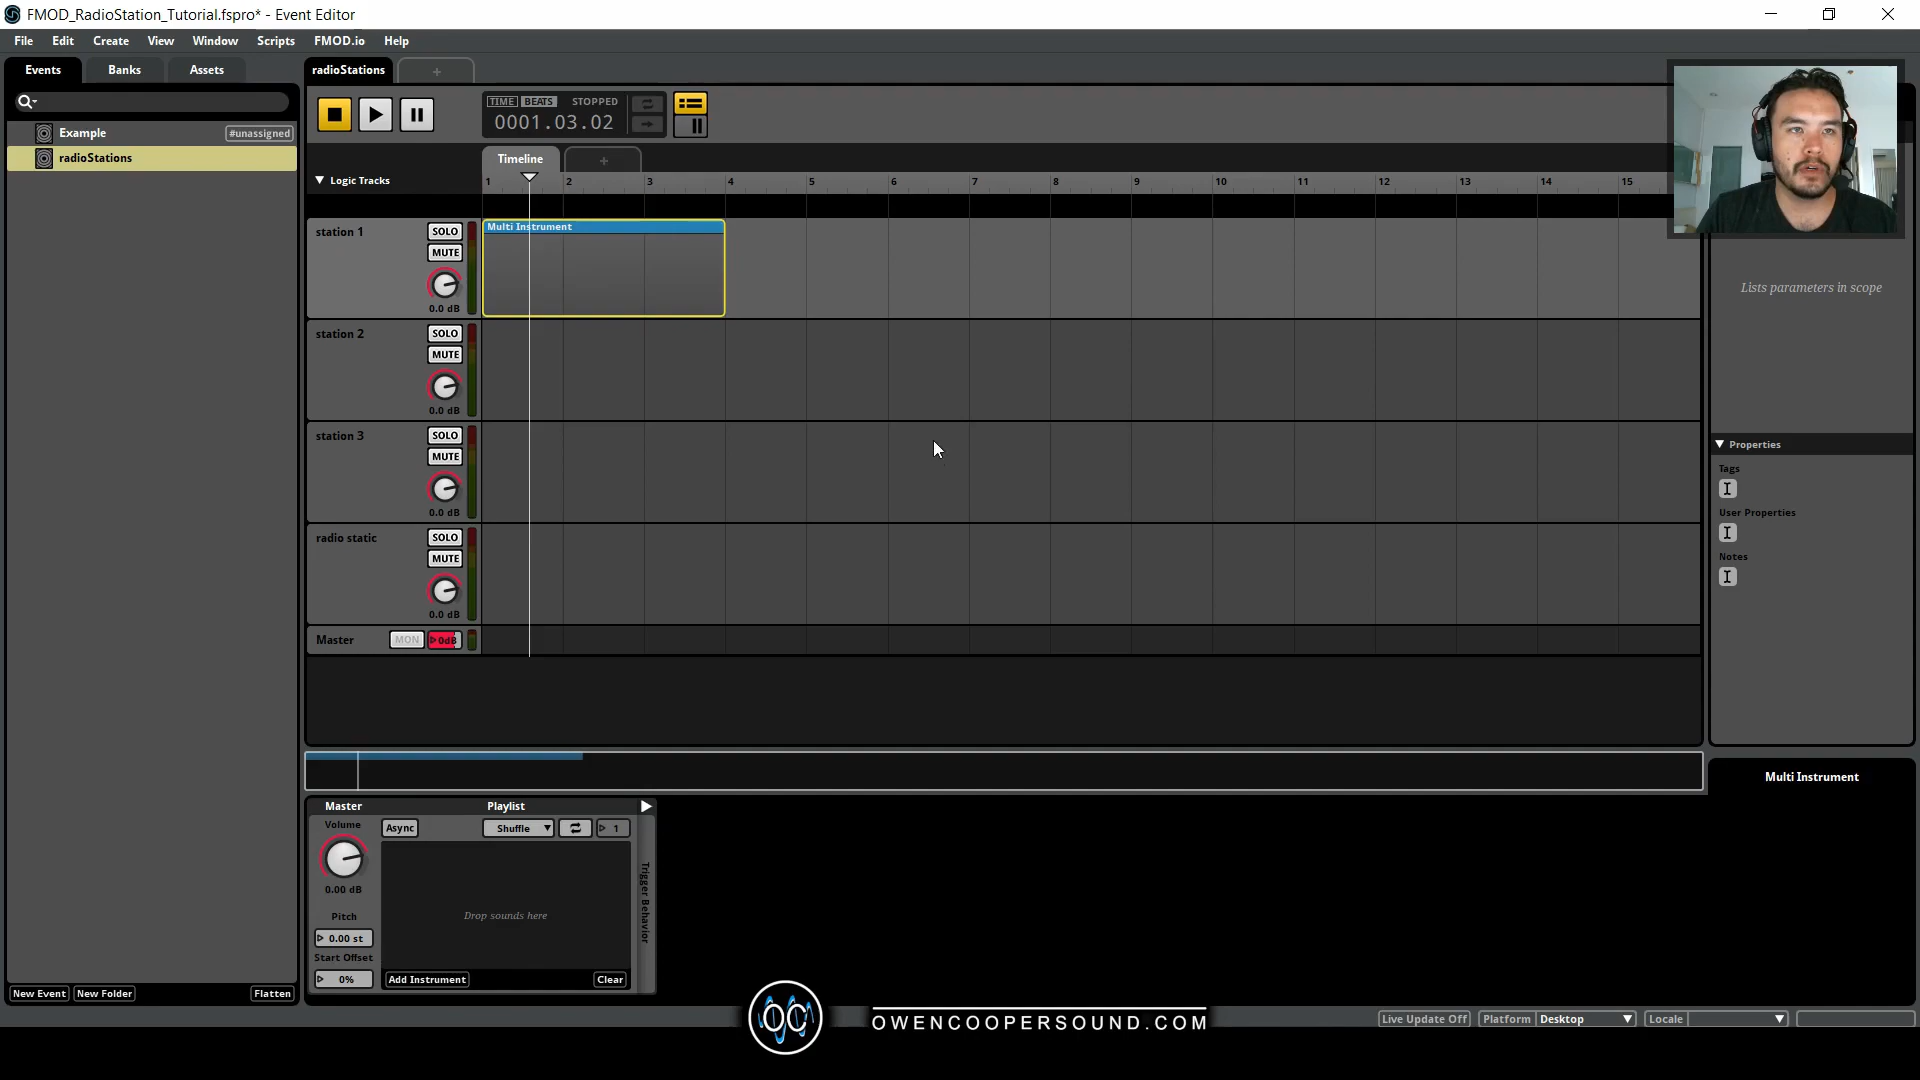 FMOD_RadioStation_Tutorial.fspro* - Event Editor
File Edit Create View Window Scripts FMOD.io Help
Events Banks Assets
radioStations +
Example #unassigned
radioStations
TIME BEATS STOPPED
0001.03.02
Timeline +
Logic Tracks
1 2 3 4 5 6 7 8 9 10 11 12 13 14 15
station 1 SOLO
MUTE
0.0 dB
Multi Instrument
station 2 SOLO
MUTE
0.0 dB
station 3 SOLO
MUTE
0.0 dB
radio static SOLO
MUTE
0.0 dB
Master MON 0dB
Lists parameters in scope
Properties
Tags
User Properties
Notes
Multi Instrument
Master Playlist
Volume
Async Shuffle 1
0.00 dB
Pitch
0.00 st
Start Offset
0%
Drop sounds here
Add Instrument Clear
Trigger Behavior
New Event New Folder Flatten
OC OWENCOOPERSOUND.COM
Live Update Off Platform Desktop Locale